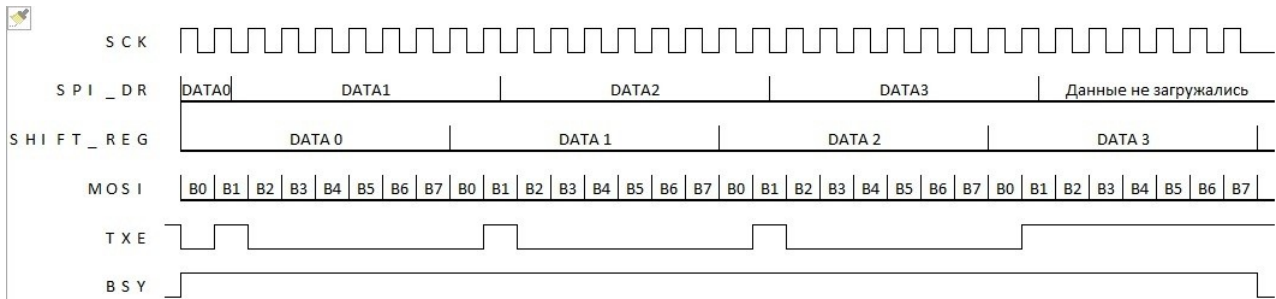 SCK
SPI_DR DATA0 DATA1 DATA2 DATA3 Данные не загружались
SHIFT_REG DATA 0 DATA 1 DATA 2 DATA 3
MOSI B0 B1 B2 B3 B4 B5 B6 B7 B0 B1 B2 B3 B4 B5 B6 B7 B0 B1 B2 B3 B4 B5 B6 B7 B0 B1 B2 B3 B4 B5 B6 B7
TXE
BSY